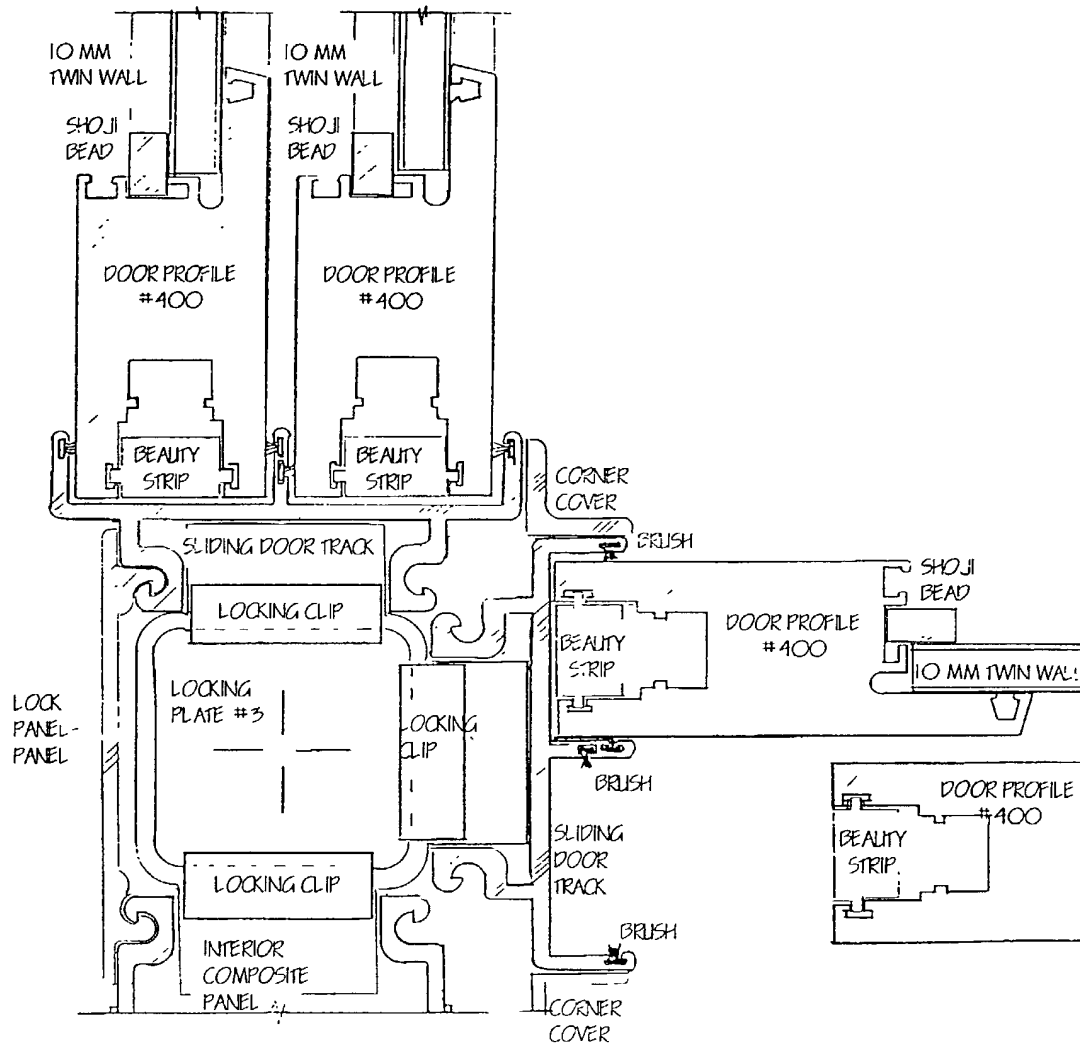 10 MM
TWIN WALL
10 MM
TWIN WALL
SHOJI
BEAD
SHOJI
BEAD
DOOR PROFILE
#400
DOOR PROFILE
#400
BEAUTY
STRIP
BEAUTY
STRIP
CORNER
COVER
SLIDING DOOR TRACK
BRUSH
SHOJI
BEAD
LOCKING CLIP
DOOR PROFILE
#400
BEAUTY
STRIP
10 MM TWIN WALL
LOCK
PANEL-
PANEL
LOCKING
PLATE #3
LOCKING
CLIP
BRUSH
DOOR PROFILE
#400
SLIDING
DOOR
TRACK
BEAUTY
STRIP
LOCKING CLIP
BRUSH
INTERIOR
COMPOSITE
PANEL
CORNER
COVER